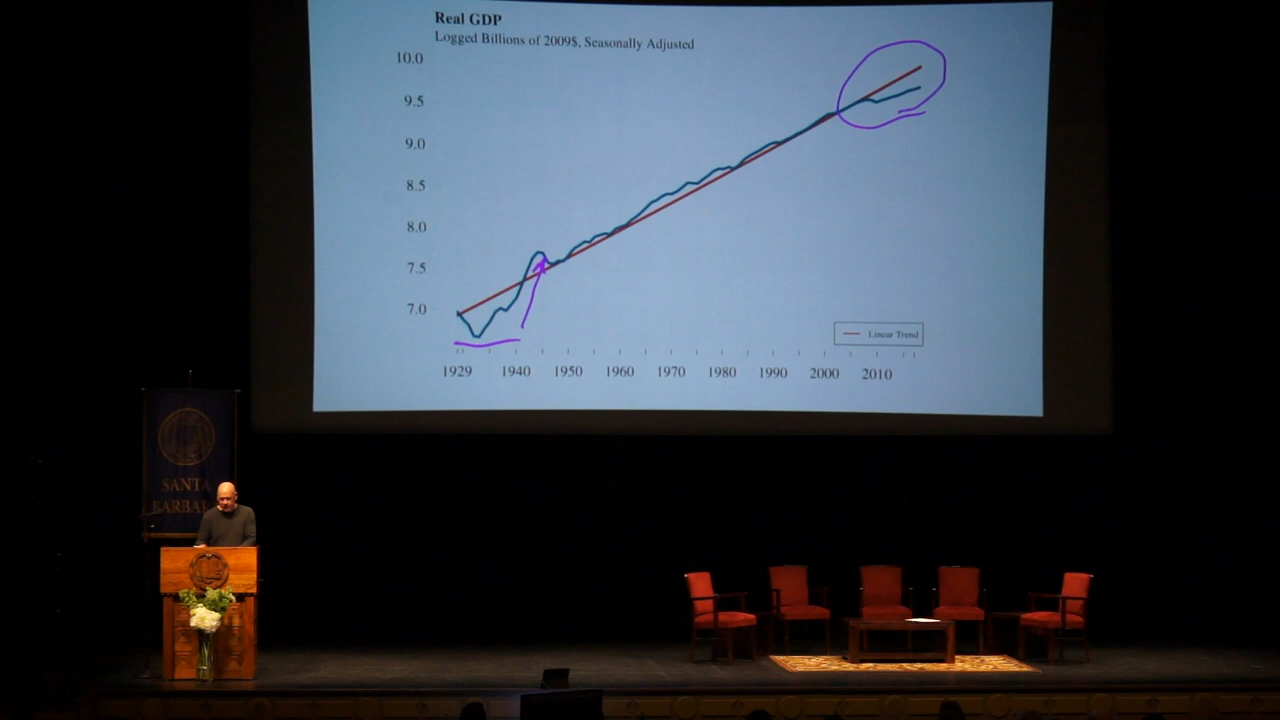 Real GDP
Logged Billions of 2009$, Seasonally Adjusted
10.0
9.5
9.0
8.5
8.0
7.5
7.0
Linear Trend
1929 1940 1950 1960 1970 1980 1990 2000 2010
SANTA
BARBAR